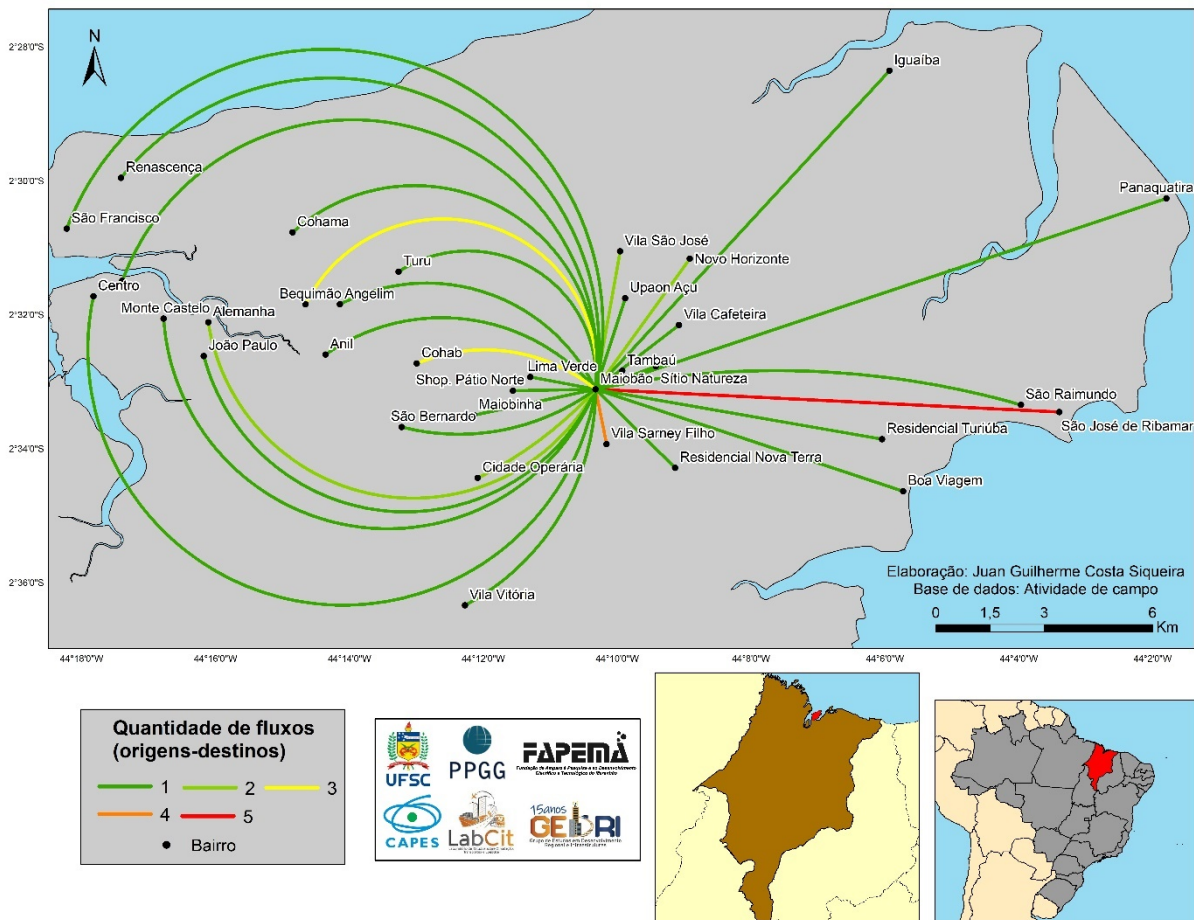 2°28'0"S
2°30'0"S
2°32'0"S
2°34'0"S
2°36'0"S
N
Iguaíba
Renascença
Panaquatira
São Francisco
Cohama
Vila São José
Novo Horizonte
Turu
Centro
Bequimão Angelim
Upaon Açu
Monte Castelo
Alemanha
Vila Cafeteira
João Paulo
Anil
Cohab
Lima Verde
Tambaú
Shop. Pátio Norte
Maiobão
Sítio Natureza
Maiobinha
São Raimundo
São Bernardo
São José de Ribamar
Vila Sarney Filho
Residencial Turiúba
Cidade Operária
Residencial Nova Terra
Boa Viagem
Vila Vitória
Elaboração: Juan Guilherme Costa Siqueira
Base de dados: Atividade de campo
0 1,5 3 6
Km
44°18'0"W 44°16'0"W 44°14'0"W 44°12'0"W 44°10'0"W 44°8'0"W 44°6'0"W 44°4'0"W 44°2'0"W
Quantidade de fluxos
(origens-destinos)
1 2 3
4 5
Bairro
UFSC
PPGG
FAPEMA
CAPES
LabCit
15anos
GEDRI